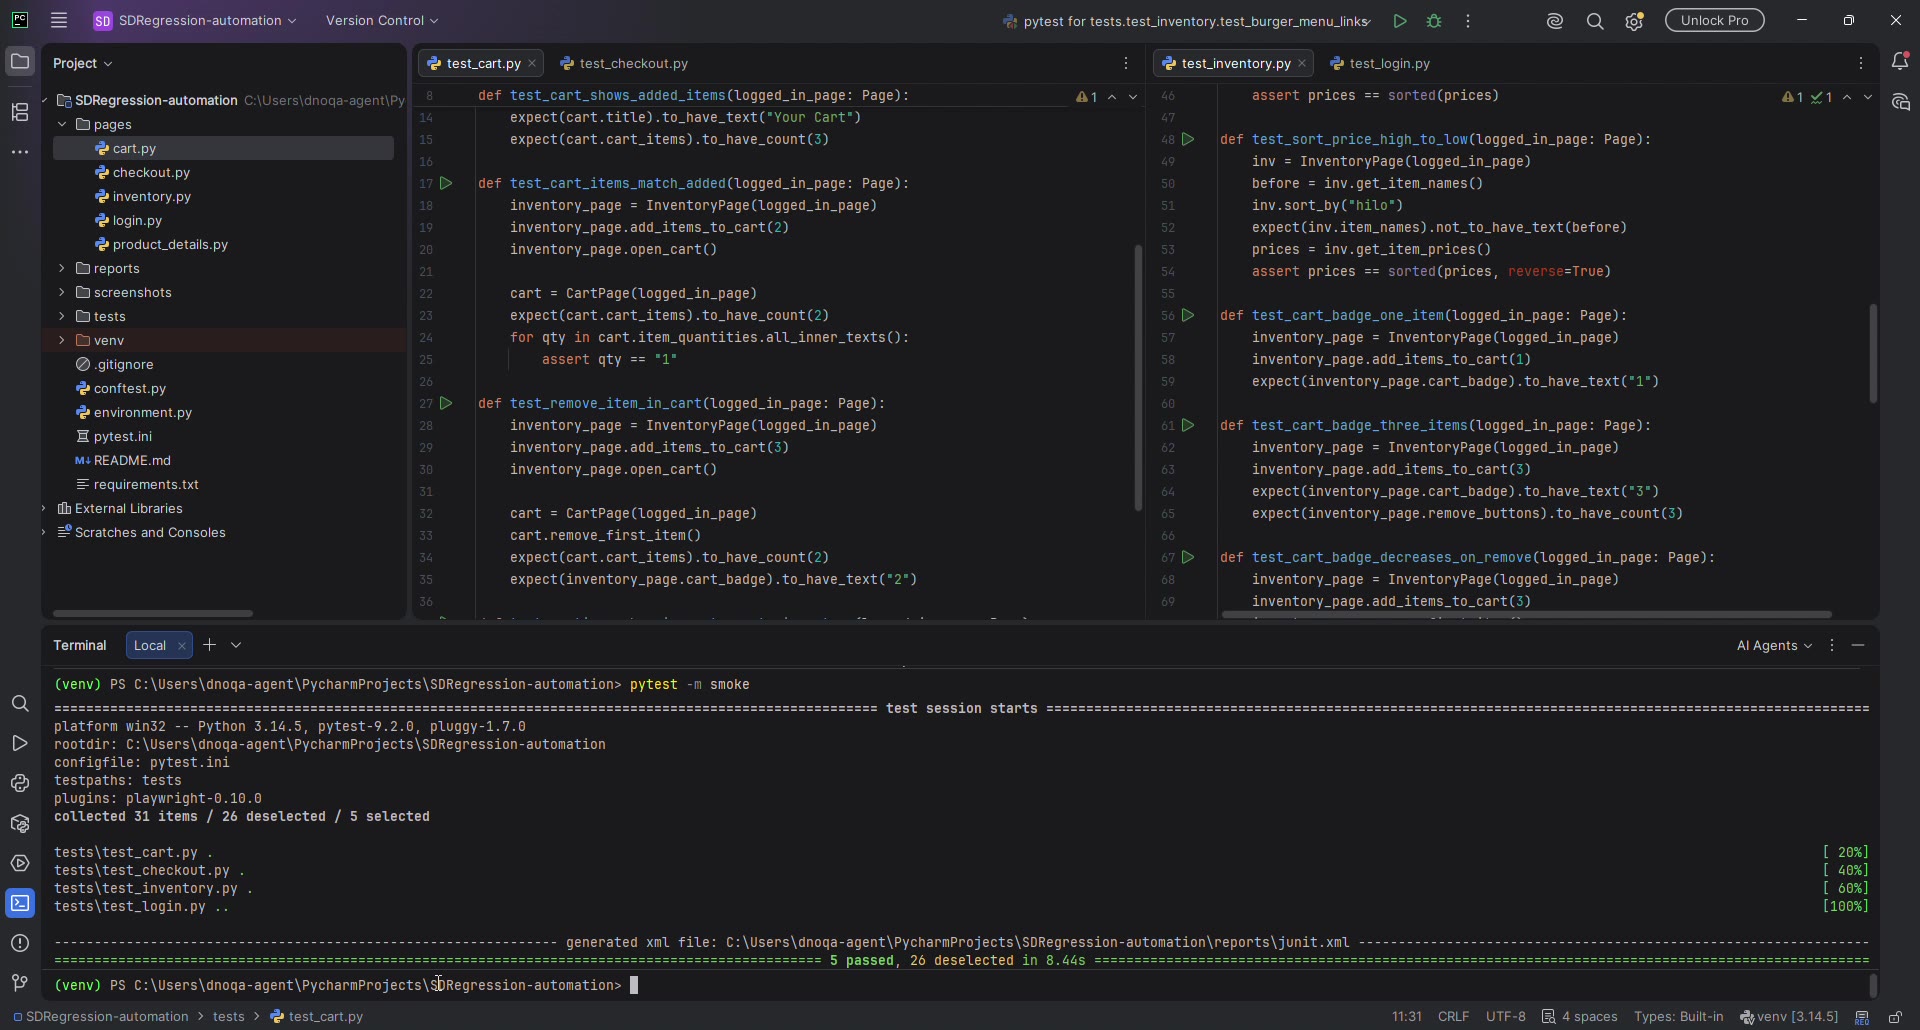 PC
SD SDRegression-automation
Version Control
pytest for tests.test_inventory.test_burger_menu_links
Unlock Pro
Project
SDRegression-automation C:\Users\dnoqa-agent\Py
pages
cart.py
checkout.py
inventory.py
login.py
product_details.py
reports
screenshots
tests
venv
.gitignore
conftest.py
environment.py
pytest.ini
M↓ README.md
requirements.txt
External Libraries
Scratches and Consoles
test_cart.py
test_checkout.py
8 def test_cart_shows_added_items(logged_in_page: Page):
1
14 expect(cart.title).to_have_text("Your Cart")
15 expect(cart.cart_items).to_have_count(3)
16
17 def test_cart_items_match_added(logged_in_page: Page):
18 inventory_page = InventoryPage(logged_in_page)
19 inventory_page.add_items_to_cart(2)
20 inventory_page.open_cart()
21
22 cart = CartPage(logged_in_page)
23 expect(cart.cart_items).to_have_count(2)
24 for qty in cart.item_quantities.all_inner_texts():
25 assert qty == "1"
26
27 def test_remove_item_in_cart(logged_in_page: Page):
28 inventory_page = InventoryPage(logged_in_page)
29 inventory_page.add_items_to_cart(3)
30 inventory_page.open_cart()
31
32 cart = CartPage(logged_in_page)
33 cart.remove_first_item()
34 expect(cart.cart_items).to_have_count(2)
35 expect(inventory_page.cart_badge).to_have_text("2")
36
test_inventory.py
test_login.py
46 assert prices == sorted(prices)
1 1
47
48 def test_sort_price_high_to_low(logged_in_page: Page):
49 inv = InventoryPage(logged_in_page)
50 before = inv.get_item_names()
51 inv.sort_by("hilo")
52 expect(inv.item_names).not_to_have_text(before)
53 prices = inv.get_item_prices()
54 assert prices == sorted(prices, reverse=True)
55
56 def test_cart_badge_one_item(logged_in_page: Page):
57 inventory_page = InventoryPage(logged_in_page)
58 inventory_page.add_items_to_cart(1)
59 expect(inventory_page.cart_badge).to_have_text("1")
60
61 def test_cart_badge_three_items(logged_in_page: Page):
62 inventory_page = InventoryPage(logged_in_page)
63 inventory_page.add_items_to_cart(3)
64 expect(inventory_page.cart_badge).to_have_text("3")
65 expect(inventory_page.remove_buttons).to_have_count(3)
66
67 def test_cart_badge_decreases_on_remove(logged_in_page: Page):
68 inventory_page = InventoryPage(logged_in_page)
69 inventory_page.add_items_to_cart(3)
Terminal
Local
AI Agents
(venv) PS C:\Users\dnoqa-agent\PycharmProjects\SDRegression-automation> pytest -m smoke
test session starts
platform win32 -- Python 3.14.5, pytest-9.2.0, pluggy-1.7.0
rootdir: C:\Users\dnoqa-agent\PycharmProjects\SDRegression-automation
configfile: pytest.ini
testpaths: tests
plugins: playwright-0.10.0
collected 31 items / 26 deselected / 5 selected
tests\test_cart.py . [ 20%]
tests\test_checkout.py . [ 40%]
tests\test_inventory.py . [ 60%]
tests\test_login.py .. [100%]
generated xml file: C:\Users\dnoqa-agent\PycharmProjects\SDRegression-automation\reports\junit.xml
5 passed, 26 deselected in 8.44s
(venv) PS C:\Users\dnoqa-agent\PycharmProjects\SDRegression-automation>
SDRegression-automation > tests > test_cart.py
11:31 CRLF UTF-8 4 spaces Types: Built-in venv [3.14.5]